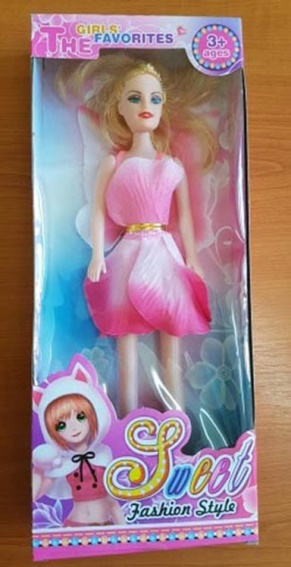 THE GIRLS'
FAVORITES
3+
ages
Sweet
Fashion Style